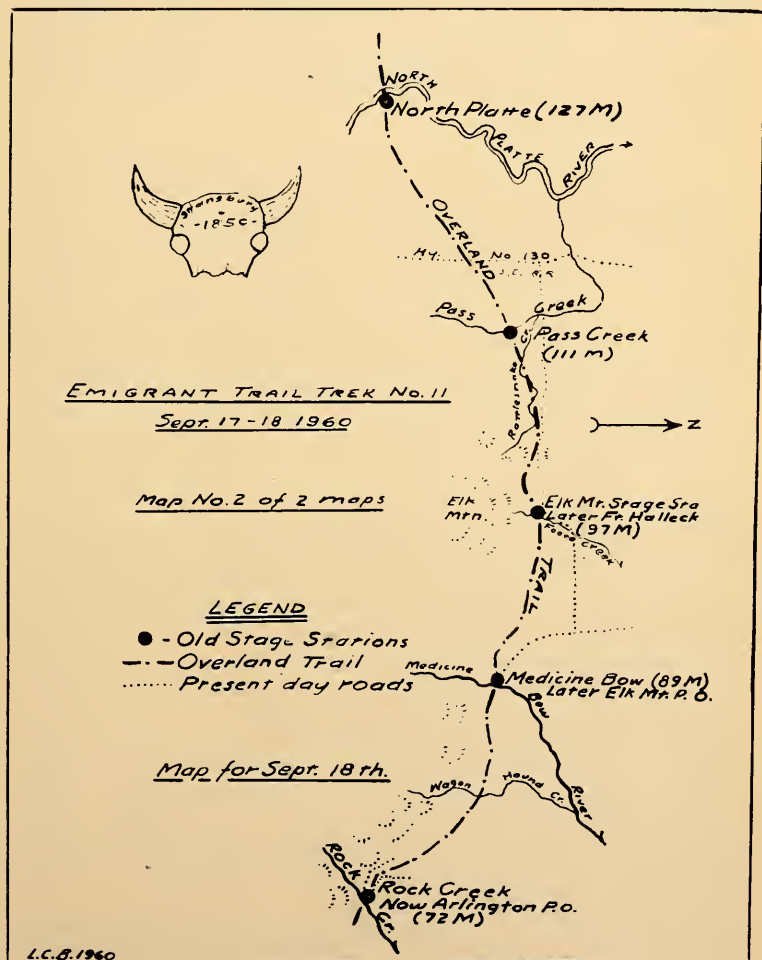 NORTH
North Platte (127M)
PLATTE
RIVER
Stansbury
-1850-
OVERLAND
Hy. No 130
Pass Creek
Pass Creek
(111 M)
Rattlesnake Cr.
EMIGRANT TRAIL TREK No. 11
Sept. 17-18 1960
Z
Map No. 2 of 2 maps
Elk
Mtn.
Elk Mt. Stage Sta
Later Ft. Halleck
(97M)
Foote Creek
TRAIL
LEGEND
- Old Stage Stations
Overland Trail
Present day roads
Medicine Bow River
Medicine Bow (89M)
Later Elk Mt. P.O.
Map for Sept. 18th.
Wagon Hound Cr.
Rock Cr.
Rock Creek
Now Arlington P.O.
(72M)
L.C.B. 1960